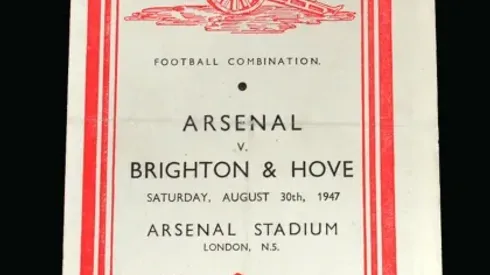 FOOTBALL COMBINATION.
ARSENAL
V.
BRIGHTON & HOVE
SATURDAY, AUGUST 30th, 1947
ARSENAL STADIUM
LONDON, N.5.